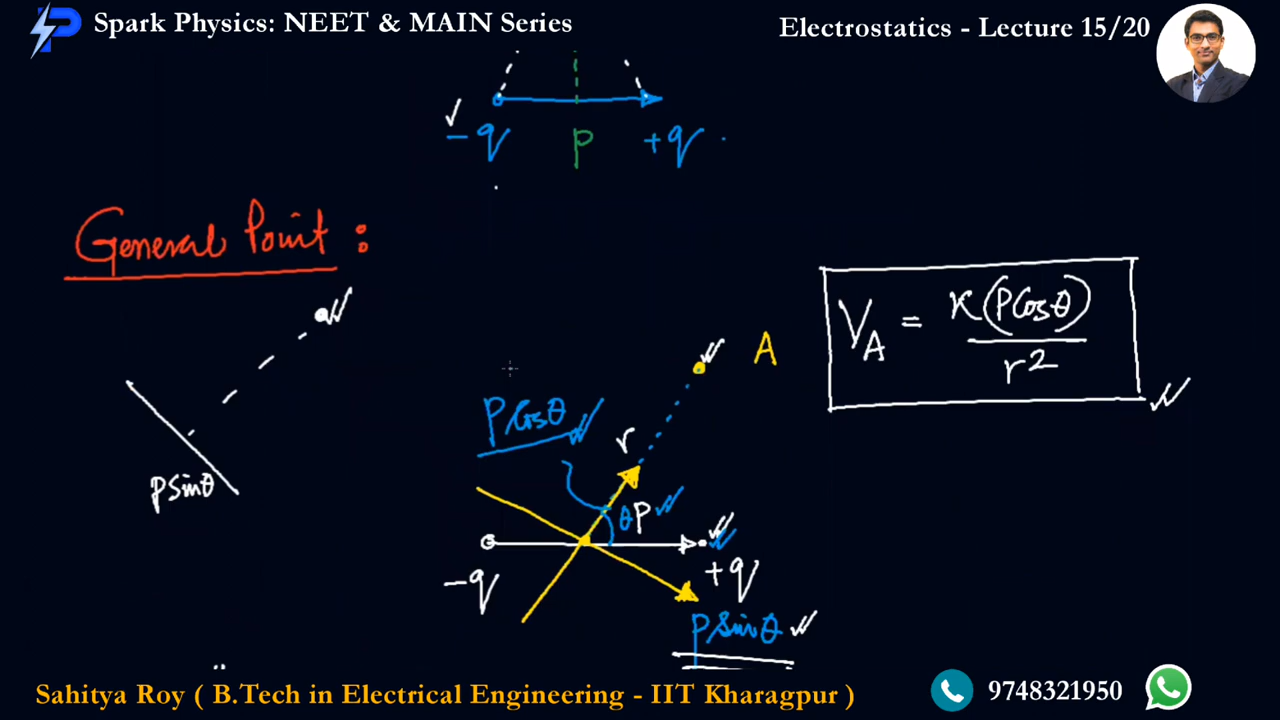 Spark Physics: NEET & MAIN Series
Electrostatics - Lecture 15/20
-q P +q
General Point :
V_A = K(PCosθ) / r²
A
PCosθ
r
PSinθ
θ P
-q +q
PSinθ
Sahitya Roy ( B.Tech in Electrical Engineering - IIT Kharagpur )
9748321950